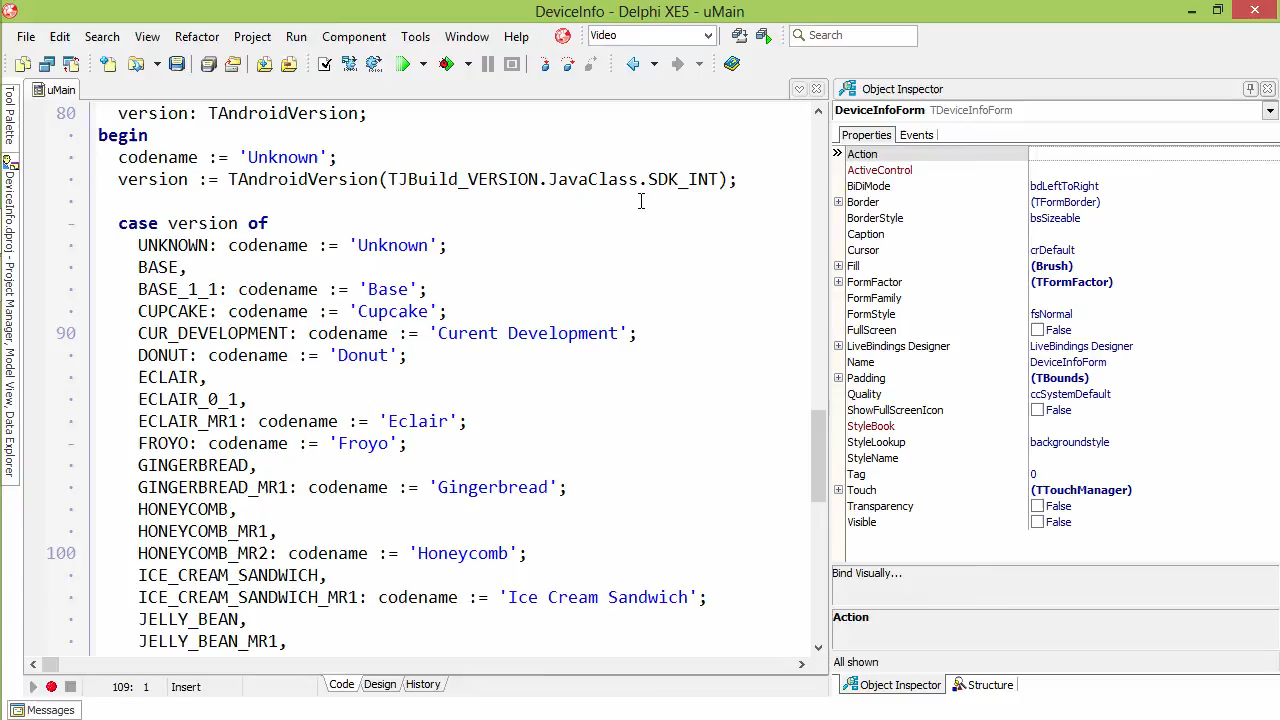 DeviceInfo - Delphi XE5 - uMain
File Edit Search View Refactor Project Run Component Tools Window Help Video Search
uMain
Object Inspector
DeviceInfoForm TDeviceInfoForm
Properties Events
Tool Palette
DeviceInfo.dproj - Project Manager, Model View, Data Explorer
80 version: TAndroidVersion;
begin
codename := 'Unknown';
version := TAndroidVersion(TJBuild_VERSION.JavaClass.SDK_INT);
case version of
UNKNOWN: codename := 'Unknown';
BASE,
BASE_1_1: codename := 'Base';
CUPCAKE: codename := 'Cupcake';
90 CUR_DEVELOPMENT: codename := 'Curent Development';
DONUT: codename := 'Donut';
ECLAIR,
ECLAIR_0_1,
ECLAIR_MR1: codename := 'Eclair';
FROYO: codename := 'Froyo';
GINGERBREAD,
GINGERBREAD_MR1: codename := 'Gingerbread';
HONEYCOMB,
HONEYCOMB_MR1,
100 HONEYCOMB_MR2: codename := 'Honeycomb';
ICE_CREAM_SANDWICH,
ICE_CREAM_SANDWICH_MR1: codename := 'Ice Cream Sandwich';
JELLY_BEAN,
JELLY_BEAN_MR1,
Action
ActiveControl
BiDiMode bdLeftToRight
Border (TFormBorder)
BorderStyle bsSizeable
Caption
Cursor crDefault
Fill (Brush)
FormFactor (TFormFactor)
FormFamily
FormStyle fsNormal
FullScreen False
LiveBindings Designer LiveBindings Designer
Name DeviceInfoForm
Padding (TBounds)
Quality ccSystemDefault
ShowFullScreenIcon False
StyleBook
StyleLookup backgroundstyle
StyleName
Tag 0
Touch (TTouchManager)
Transparency False
Visible False
Bind Visually...
Action
All shown
109: 1 Insert Code Design History
Object Inspector Structure
Messages